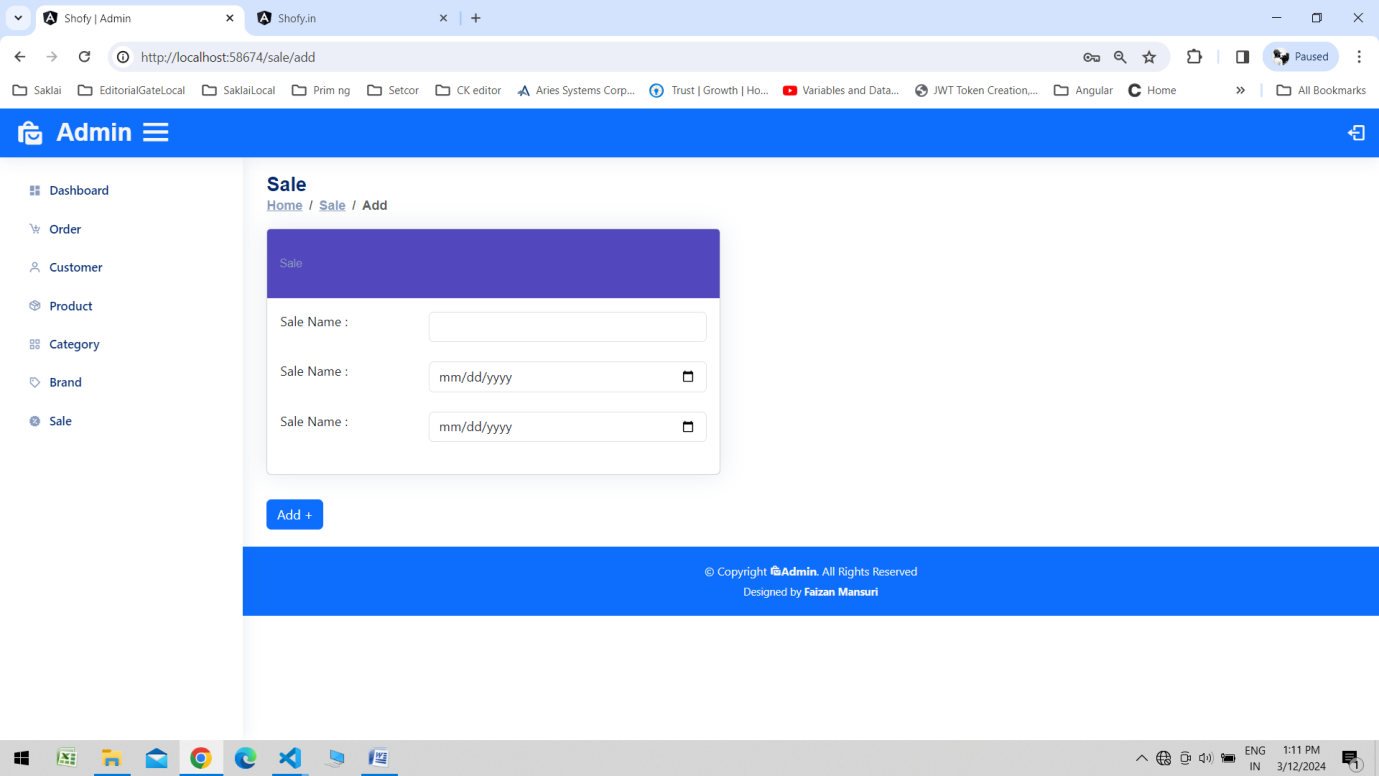 Shofy | Admin
Shofy.in
http://localhost:58674/sale/add
Paused
Saklai
EditorialGateLocal
SaklaiLocal
Prim ng
Setcor
CK editor
Aries Systems Corp...
Trust | Growth | Ho...
Variables and Data...
JWT Token Creation,...
Angular
Home
»
All Bookmarks
Admin
Dashboard
Order
Customer
Product
Category
Brand
Sale
Sale
Home / Sale / Add
Sale
Sale Name :
Sale Name :
mm/dd/yyyy
Sale Name :
mm/dd/yyyy
Add +
© Copyright Admin. All Rights Reserved
Designed by Faizan Mansuri
ENG
IN
1:11 PM
3/12/2024
1